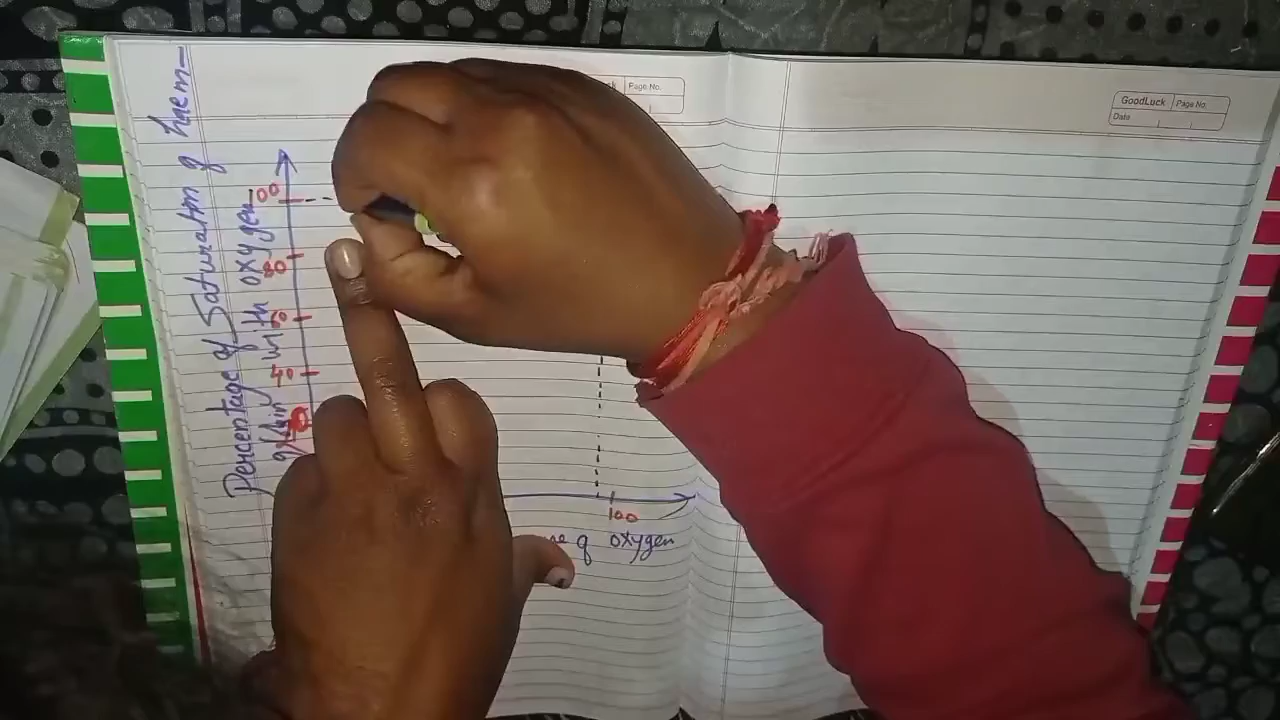 Percentage of Saturation of haem-
globin with oxygen
100
80
60
40
100
of oxygen
Page No.
GoodLuck Page No.
Date